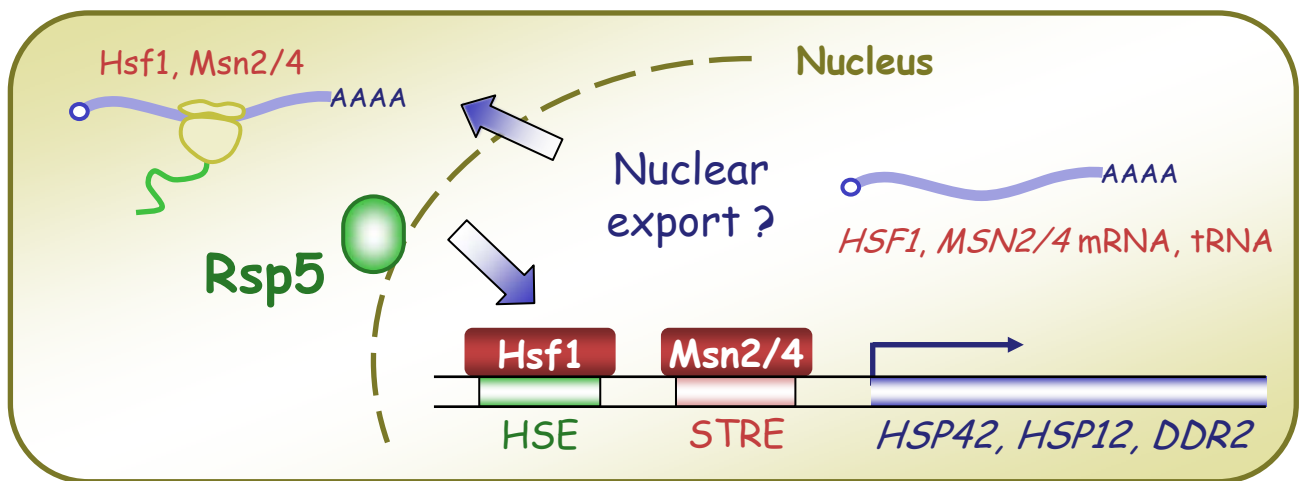 Hsf1, Msn2/4
AAAA
Nucleus
Nuclear
export ?
AAAA
HSF1, MSN2/4 mRNA, tRNA
Rsp5
Hsf1
Msn2/4
HSE
STRE
HSP42, HSP12, DDR2